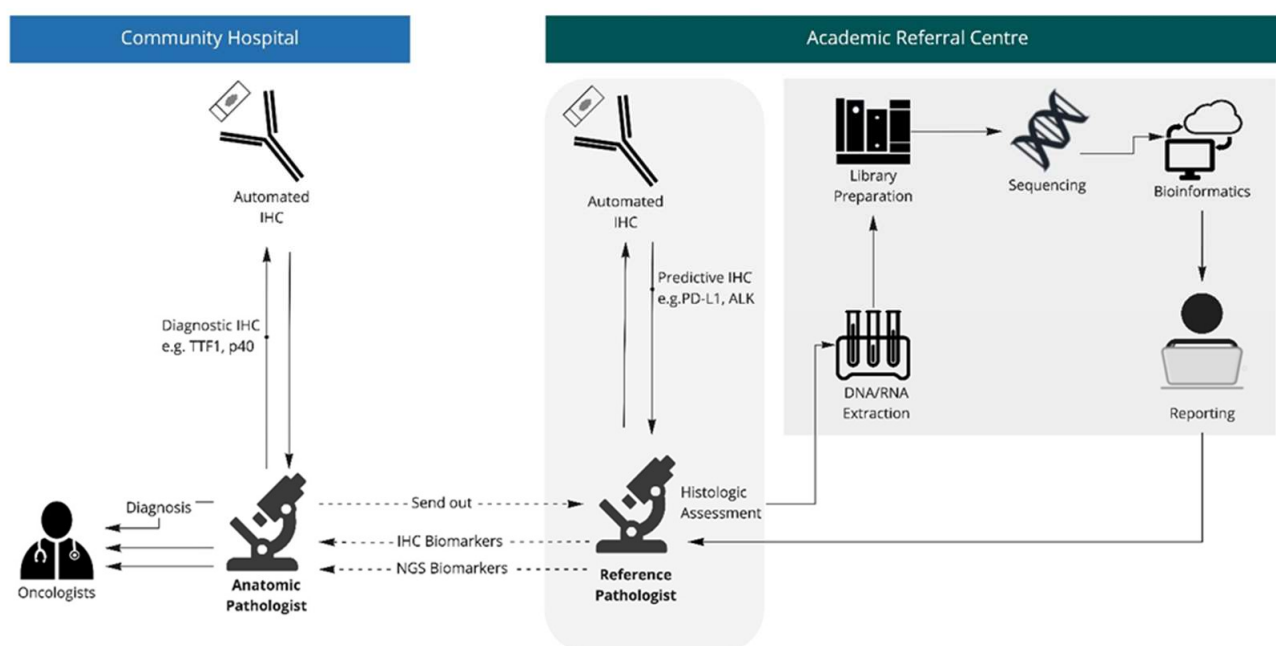 Community Hospital
Academic Referral Centre
Automated
IHC
Diagnostic IHC
e.g. TTF1, p40
Diagnosis
Oncologists
Anatomic
Pathologist
Send out
IHC Biomarkers
NGS Biomarkers
Automated
IHC
Predictive IHC
e.g.PD-L1, ALK
Histologic
Assessment
Reference
Pathologist
Library
Preparation
Sequencing
Bioinformatics
DNA/RNA
Extraction
Reporting